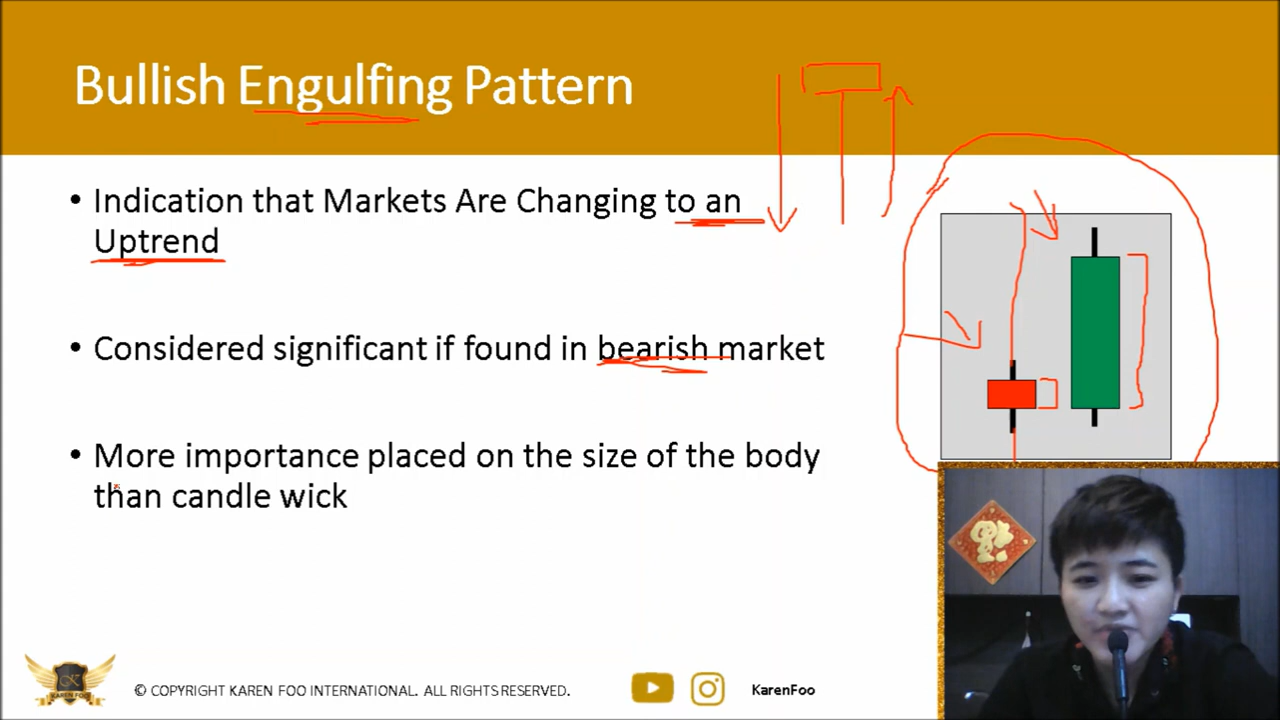 Bullish Engulfing Pattern
• Indication that Markets Are Changing to an
Uptrend
• Considered significant if found in bearish market
• More importance placed on the size of the body
than candle wick
KAREN FOO
© COPYRIGHT KAREN FOO INTERNATIONAL. ALL RIGHTS RESERVED.
KarenFoo